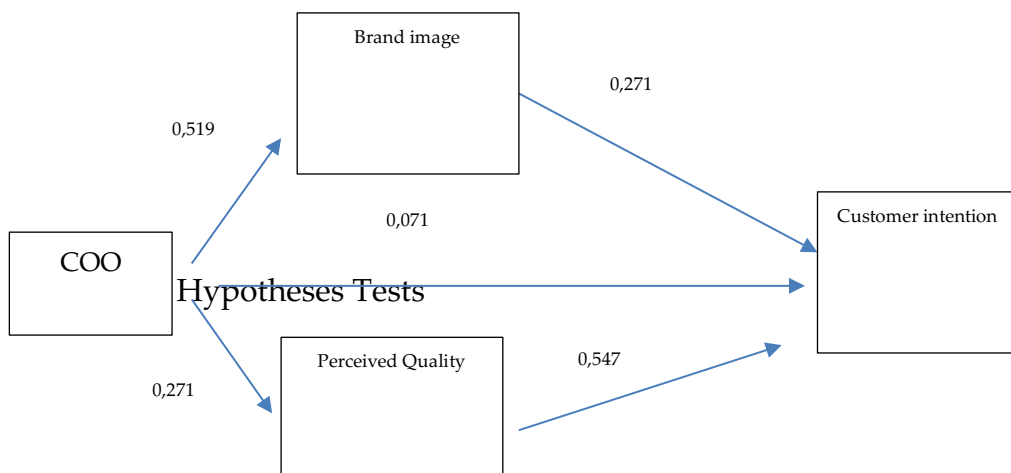 Brand image
0,271
0,519
0,071
Customer intention
COO
Hypotheses Tests
Perceived Quality
0,547
0,271